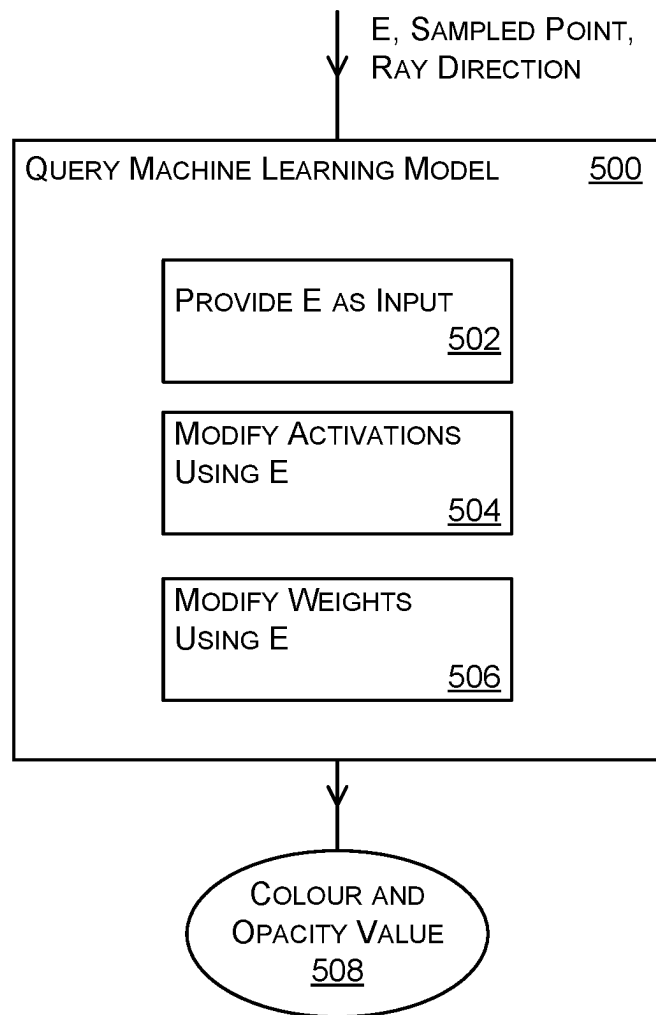 E, SAMPLED POINT,
RAY DIRECTION
QUERY MACHINE LEARNING MODEL 500
PROVIDE E AS INPUT
502
MODIFY ACTIVATIONS
USING E
504
MODIFY WEIGHTS
USING E
506
COLOUR AND
OPACITY VALUE
508